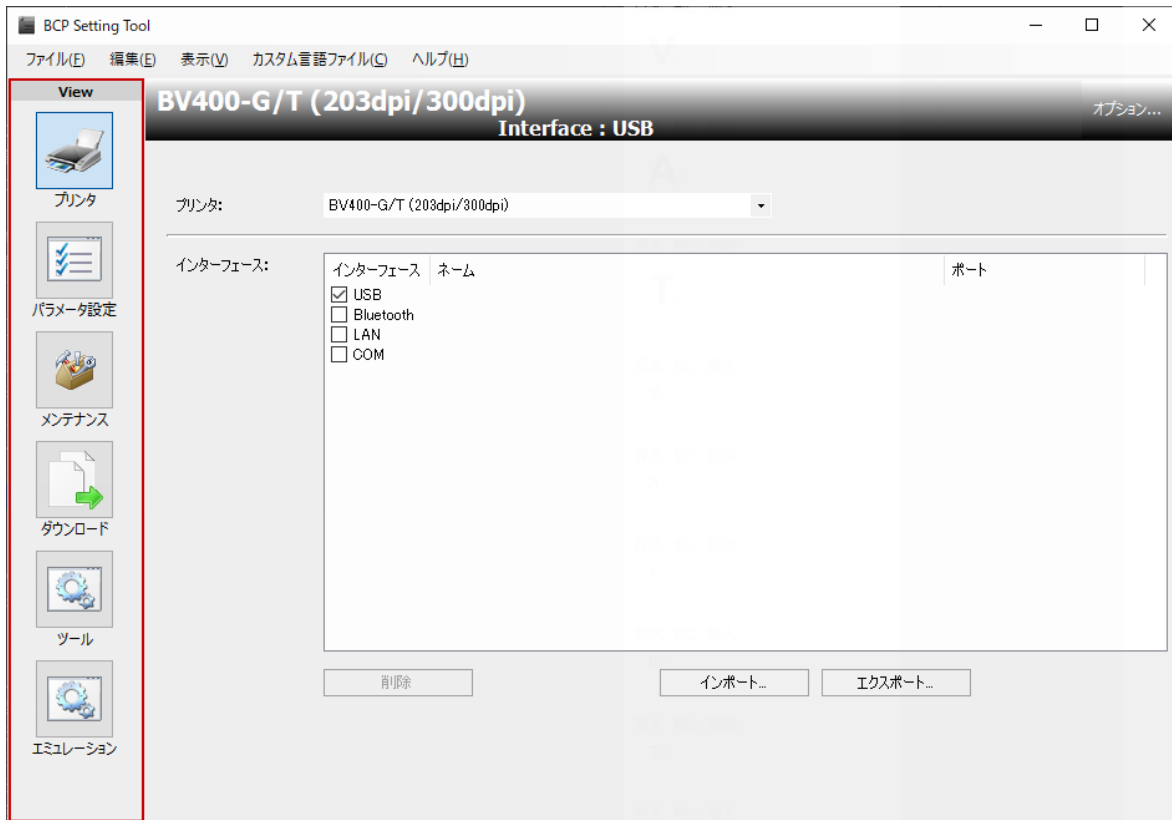 BCP Setting Tool
ファイル(F) 編集(E) 表示(V) カスタム言語ファイル(C) ヘルプ(H)
View
プリンタ
パラメータ設定
メンテナンス
ダウンロード
ツール
エミュレーション
BV400-G/T (203dpi/300dpi)
Interface : USB
オプション...
プリンタ: BV400-G/T (203dpi/300dpi)
インターフェース:
インターフェース ネーム ポート
USB
Bluetooth
LAN
COM
削除 インポート... エクスポート...